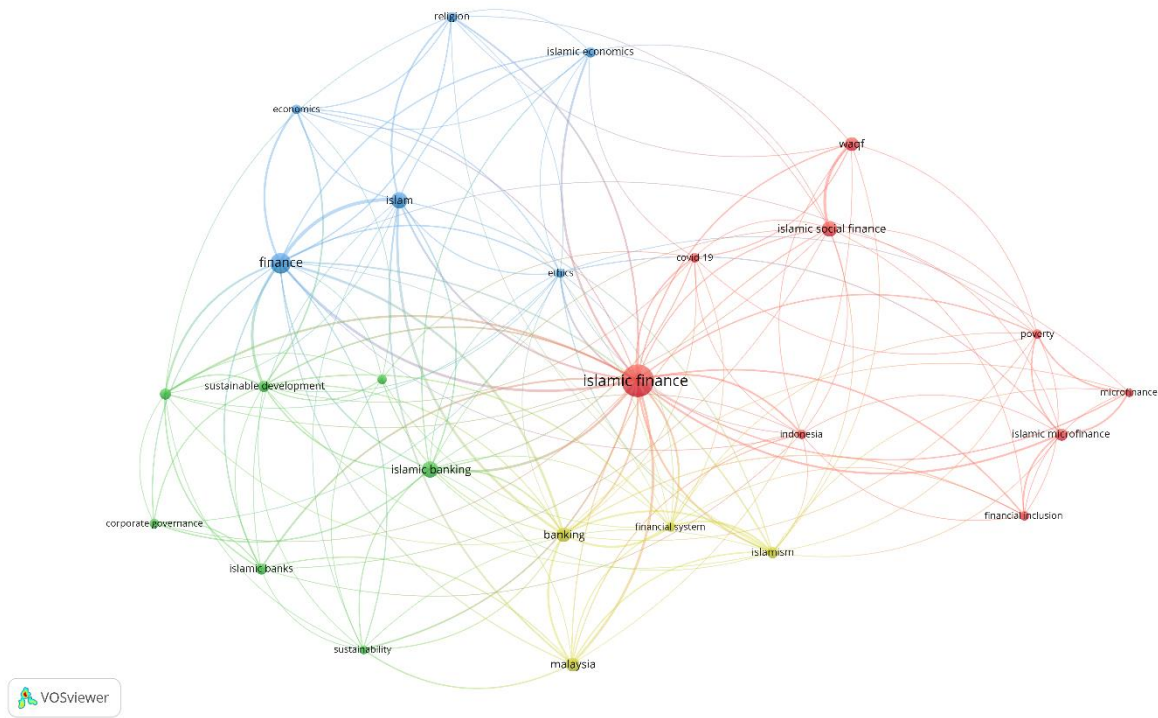 religion
islamic economics
economics
waqf
islam
islamic social finance
covid 19
finance
ethics
poverty
islamic finance
sustainable development
microfinance
indonesia
islamic microfinance
islamic banking
financial inclusion
corporate governance
financial system
banking
islamism
islamic banks
sustainability
malaysia
VOSviewer